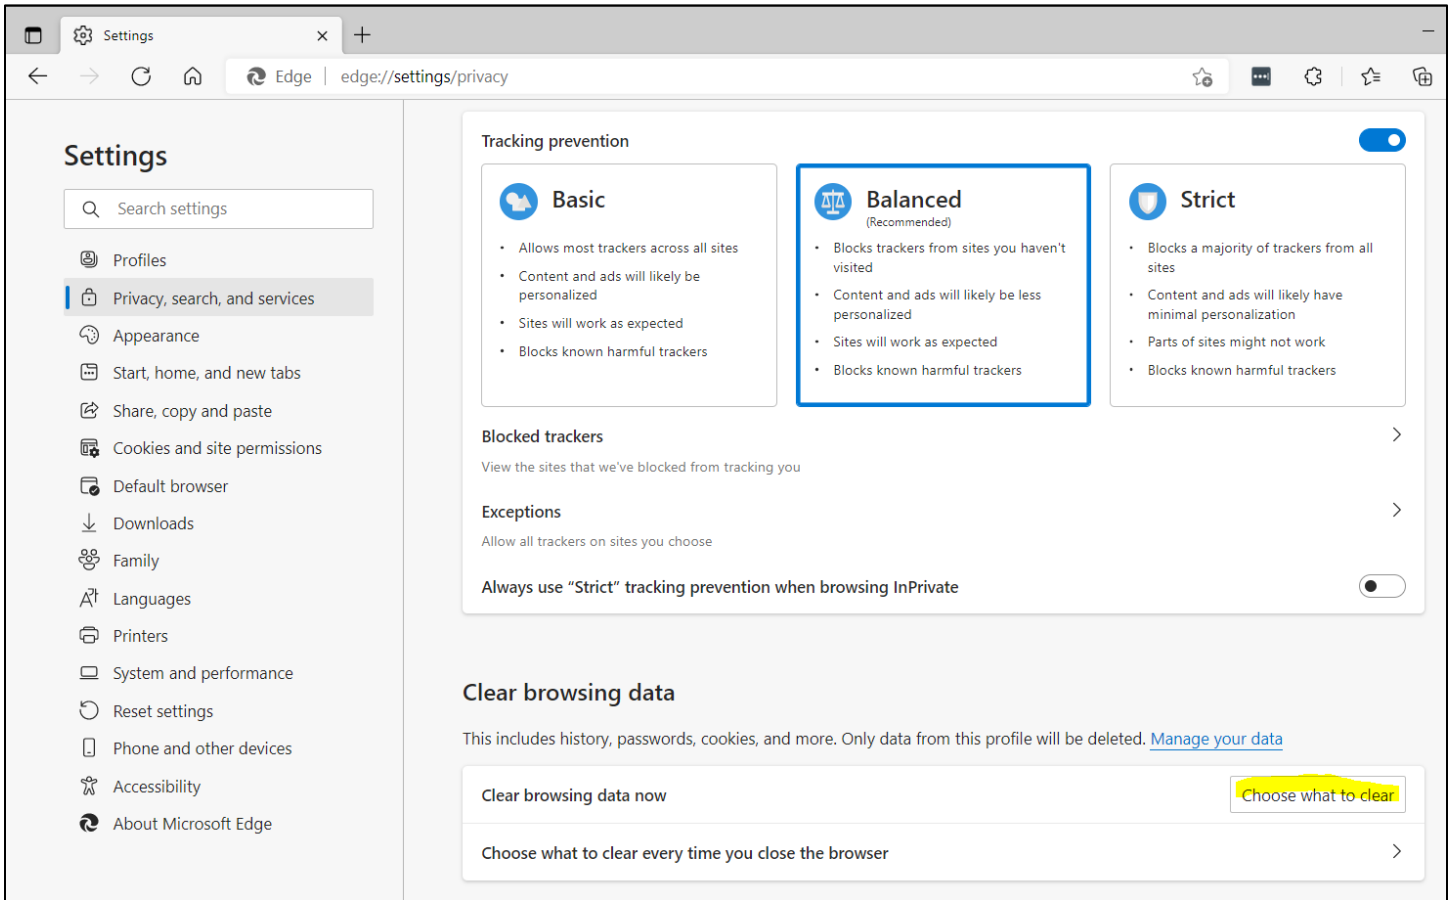 Settings
Edge
edge://settings/privacy
Settings
Search settings
Profiles
Privacy, search, and services
Appearance
Start, home, and new tabs
Share, copy and paste
Cookies and site permissions
Default browser
Downloads
Family
Languages
Printers
System and performance
Reset settings
Phone and other devices
Accessibility
About Microsoft Edge
Tracking prevention
Basic
• Allows most trackers across all sites
• Content and ads will likely be
personalized
• Sites will work as expected
• Blocks known harmful trackers
Balanced
(Recommended)
• Blocks trackers from sites you haven't
visited
• Content and ads will likely be less
personalized
• Sites will work as expected
• Blocks known harmful trackers
Strict
• Blocks a majority of trackers from all
sites
• Content and ads will likely have
minimal personalization
• Parts of sites might not work
• Blocks known harmful trackers
Blocked trackers
View the sites that we've blocked from tracking you
Exceptions
Allow all trackers on sites you choose
Always use “Strict” tracking prevention when browsing InPrivate
Clear browsing data
This includes history, passwords, cookies, and more. Only data from this profile will be deleted. Manage your data
Clear browsing data now
Choose what to clear
Choose what to clear every time you close the browser